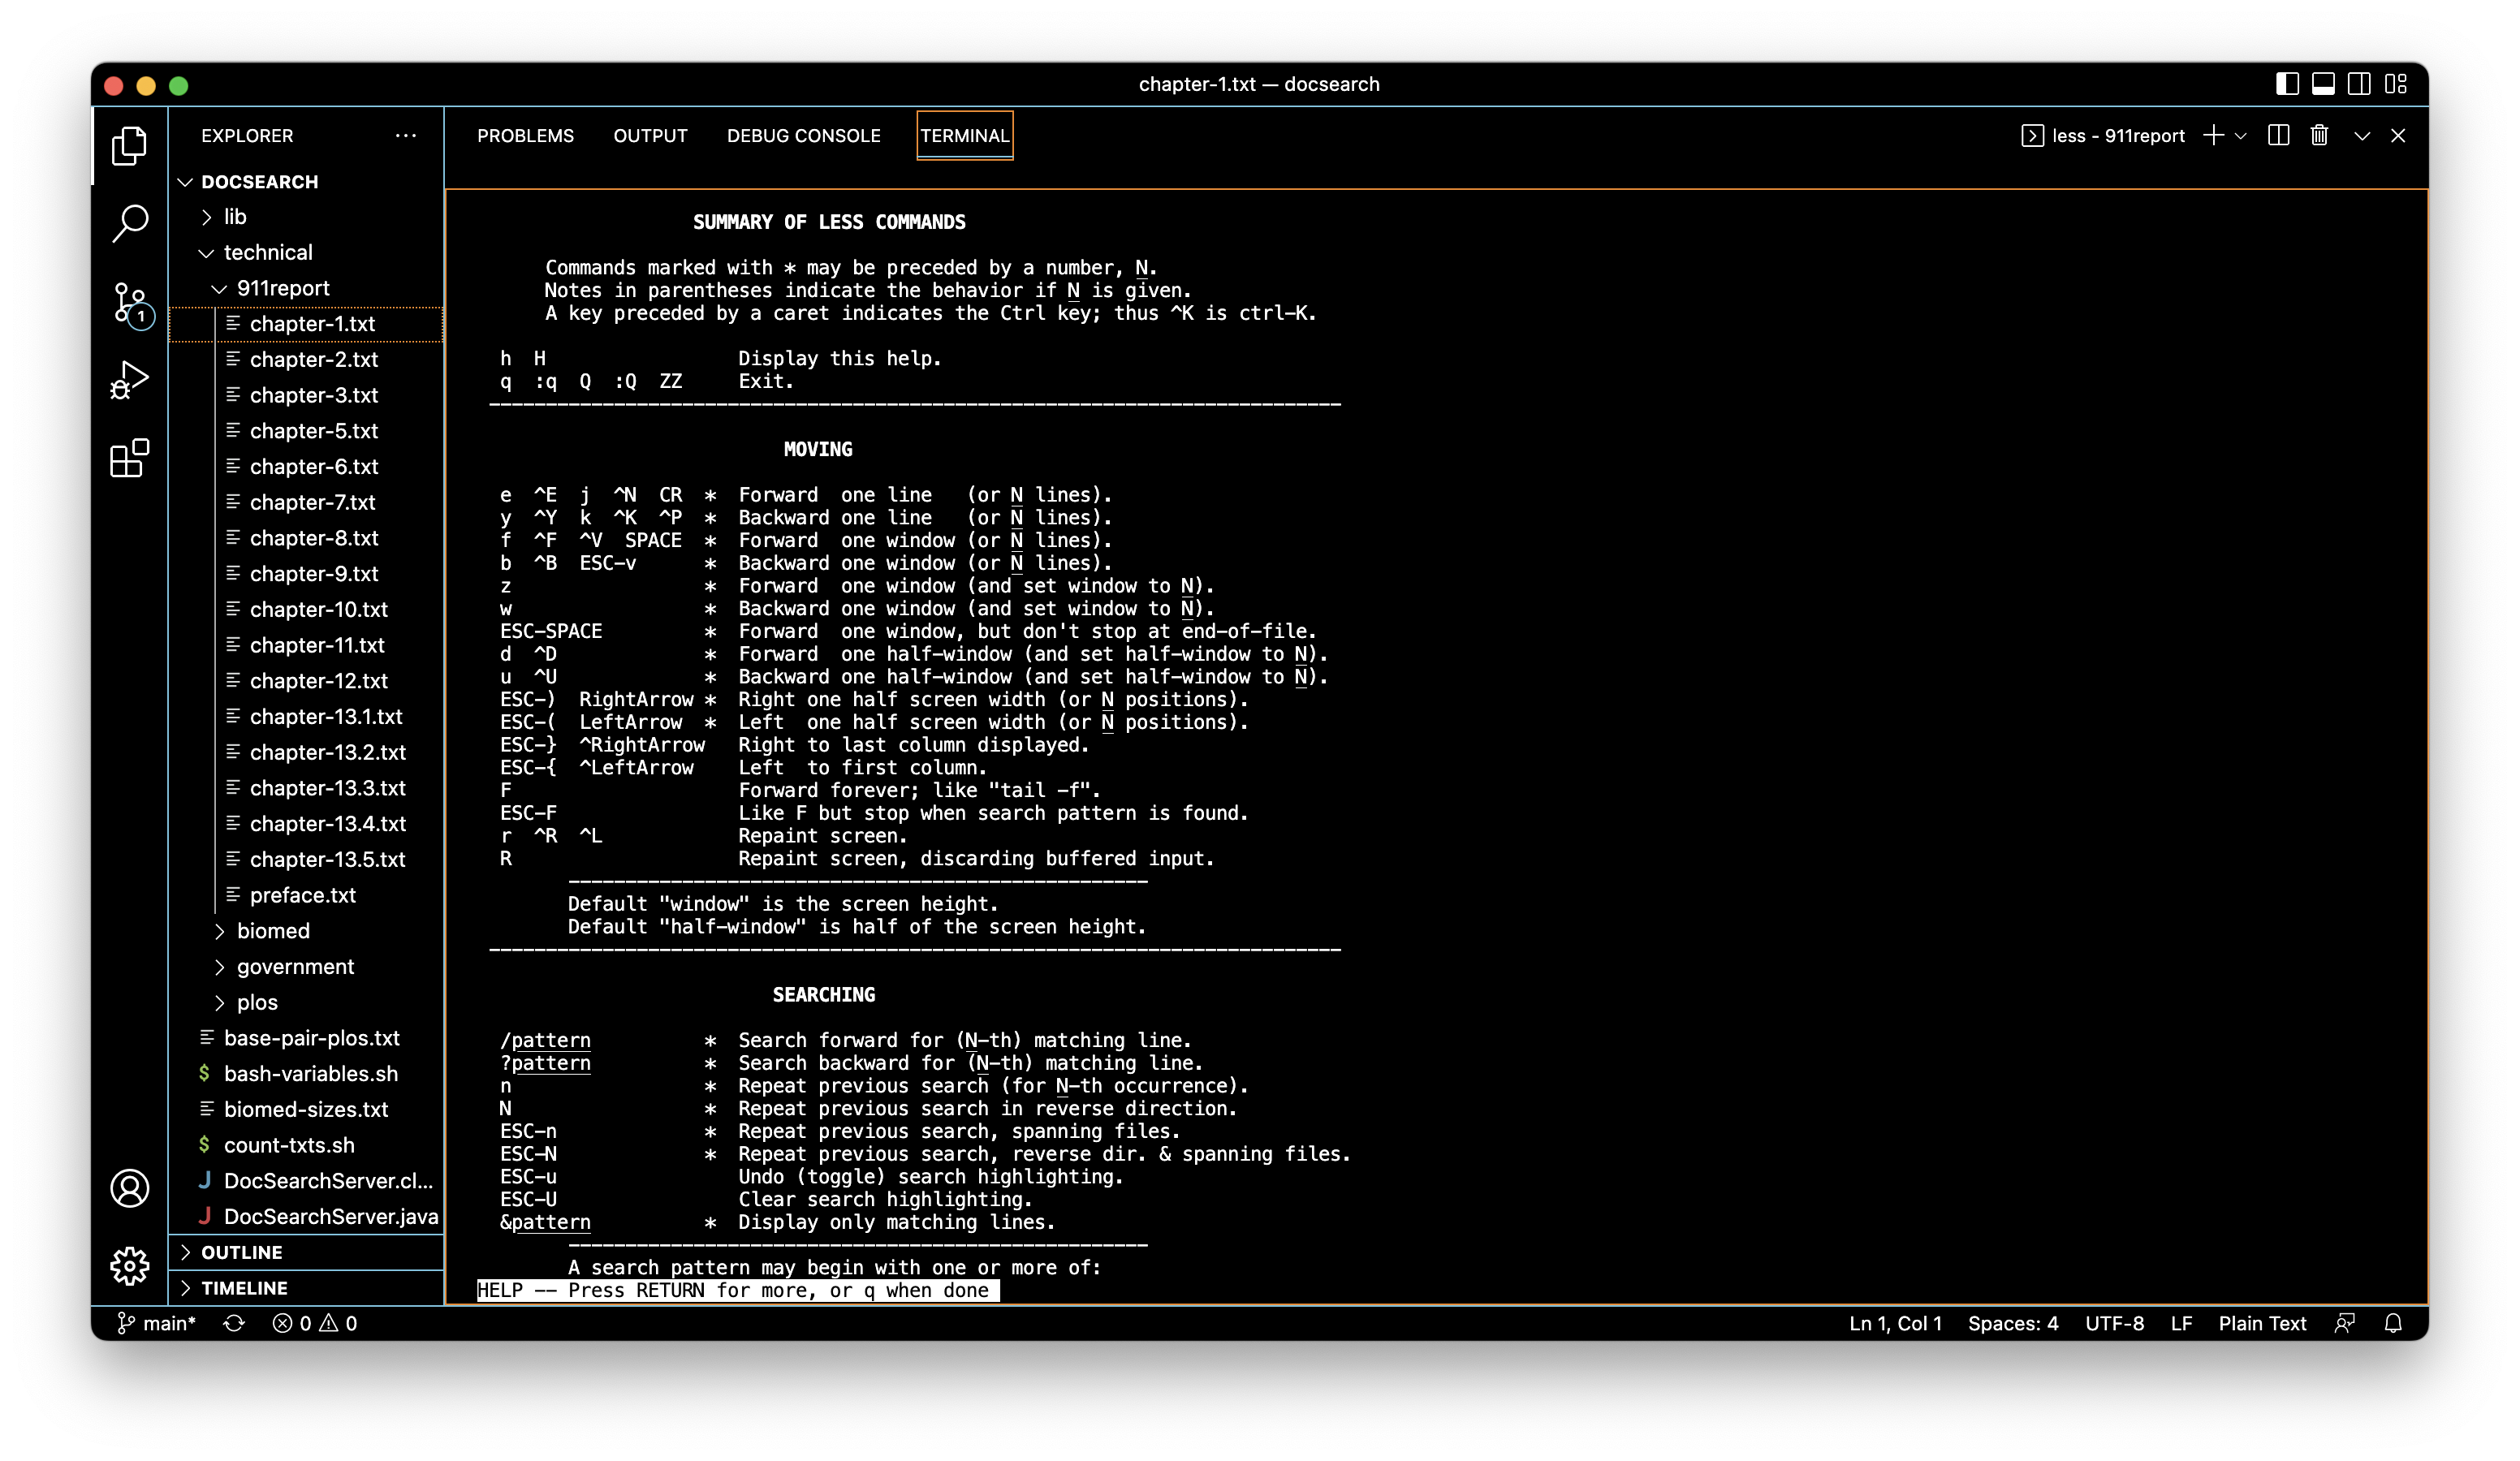 chapter-1.txt — docsearch
EXPLORER
PROBLEMS OUTPUT DEBUG CONSOLE TERMINAL
less - 911report
DOCSEARCH
lib
technical
911report
chapter-1.txt
chapter-2.txt
chapter-3.txt
chapter-5.txt
chapter-6.txt
chapter-7.txt
chapter-8.txt
chapter-9.txt
chapter-10.txt
chapter-11.txt
chapter-12.txt
chapter-13.1.txt
chapter-13.2.txt
chapter-13.3.txt
chapter-13.4.txt
chapter-13.5.txt
preface.txt
biomed
government
plos
base-pair-plos.txt
$ bash-variables.sh
biomed-sizes.txt
$ count-txts.sh
J DocSearchServer.cl...
J DocSearchServer.java
OUTLINE
TIMELINE
1
SUMMARY OF LESS COMMANDS
Commands marked with * may be preceded by a number, N.
Notes in parentheses indicate the behavior if N is given.
A key preceded by a caret indicates the Ctrl key; thus ^K is ctrl-K.
h  H                 Display this help.
q  :q  Q  :Q  ZZ     Exit.
---------------------------------------------------------------------------
MOVING
e  ^E  j  ^N  CR  *  Forward  one line   (or N lines).
y  ^Y  k  ^K  ^P  *  Backward one line   (or N lines).
f  ^F  ^V  SPACE  *  Forward  one window (or N lines).
b  ^B  ESC-v      *  Backward one window (or N lines).
z                 *  Forward  one window (and set window to N).
w                 *  Backward one window (and set window to N).
ESC-SPACE         *  Forward  one window, but don't stop at end-of-file.
d  ^D             *  Forward  one half-window (and set half-window to N).
u  ^U             *  Backward one half-window (and set half-window to N).
ESC-)  RightArrow *  Right one half screen width (or N positions).
ESC-(  LeftArrow  *  Left  one half screen width (or N positions).
ESC-}  ^RightArrow   Right to last column displayed.
ESC-{  ^LeftArrow    Left  to first column.
F                    Forward forever; like "tail -f".
ESC-F                Like F but stop when search pattern is found.
r  ^R  ^L            Repaint screen.
R                    Repaint screen, discarding buffered input.
---------------------------------------------------
Default "window" is the screen height.
Default "half-window" is half of the screen height.
---------------------------------------------------------------------------
SEARCHING
/pattern          *  Search forward for (N-th) matching line.
?pattern          *  Search backward for (N-th) matching line.
n                 *  Repeat previous search (for N-th occurrence).
N                 *  Repeat previous search in reverse direction.
ESC-n             *  Repeat previous search, spanning files.
ESC-N             *  Repeat previous search, reverse dir. & spanning files.
ESC-u                Undo (toggle) search highlighting.
ESC-U                Clear search highlighting.
&pattern          *  Display only matching lines.
---------------------------------------------------
A search pattern may begin with one or more of:
HELP -- Press RETURN for more, or q when done
main* 0 0 Ln 1, Col 1 Spaces: 4 UTF-8 LF Plain Text